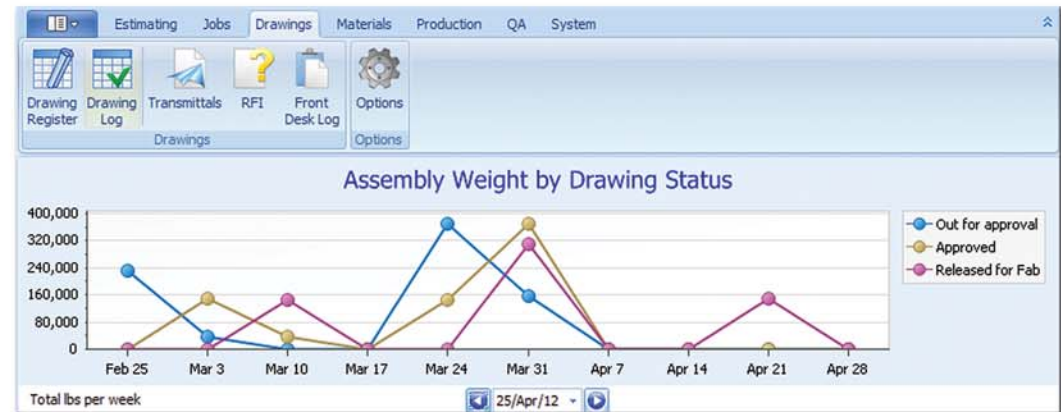 Estimating Jobs Drawings Materials Production QA System
Drawing Register
Drawing Log
Transmittals
RFI
Front Desk Log
Options
Drawings
Options
Assembly Weight by Drawing Status
400,000
320,000
240,000
160,000
80,000
0
Feb 25 Mar 3 Mar 10 Mar 17 Mar 24 Mar 31 Apr 7 Apr 14 Apr 21 Apr 28
Out for approval
Approved
Released for Fab
Total lbs per week
25/Apr/12